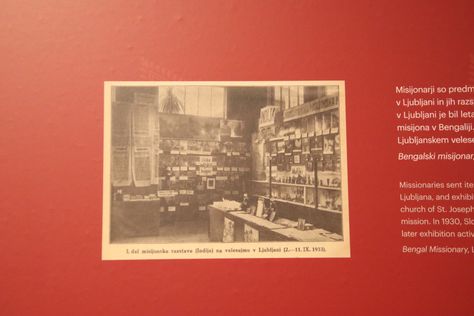 I. del misijonske razstave (Indija) na velesejmu v Ljubljani (2.—11. IX. 1933).
Misijonarji so predm
v Ljubljani in jih razs
v Ljubljani je bil leta
misijona v Bengaliji.
Ljubljanskem velese
Bengalski misijonar,
Missionaries sent ite
Ljubljana, and exhibi
church of St. Joseph
mission. In 1930, Slo
later exhibition activ
Bengal Missionary, L